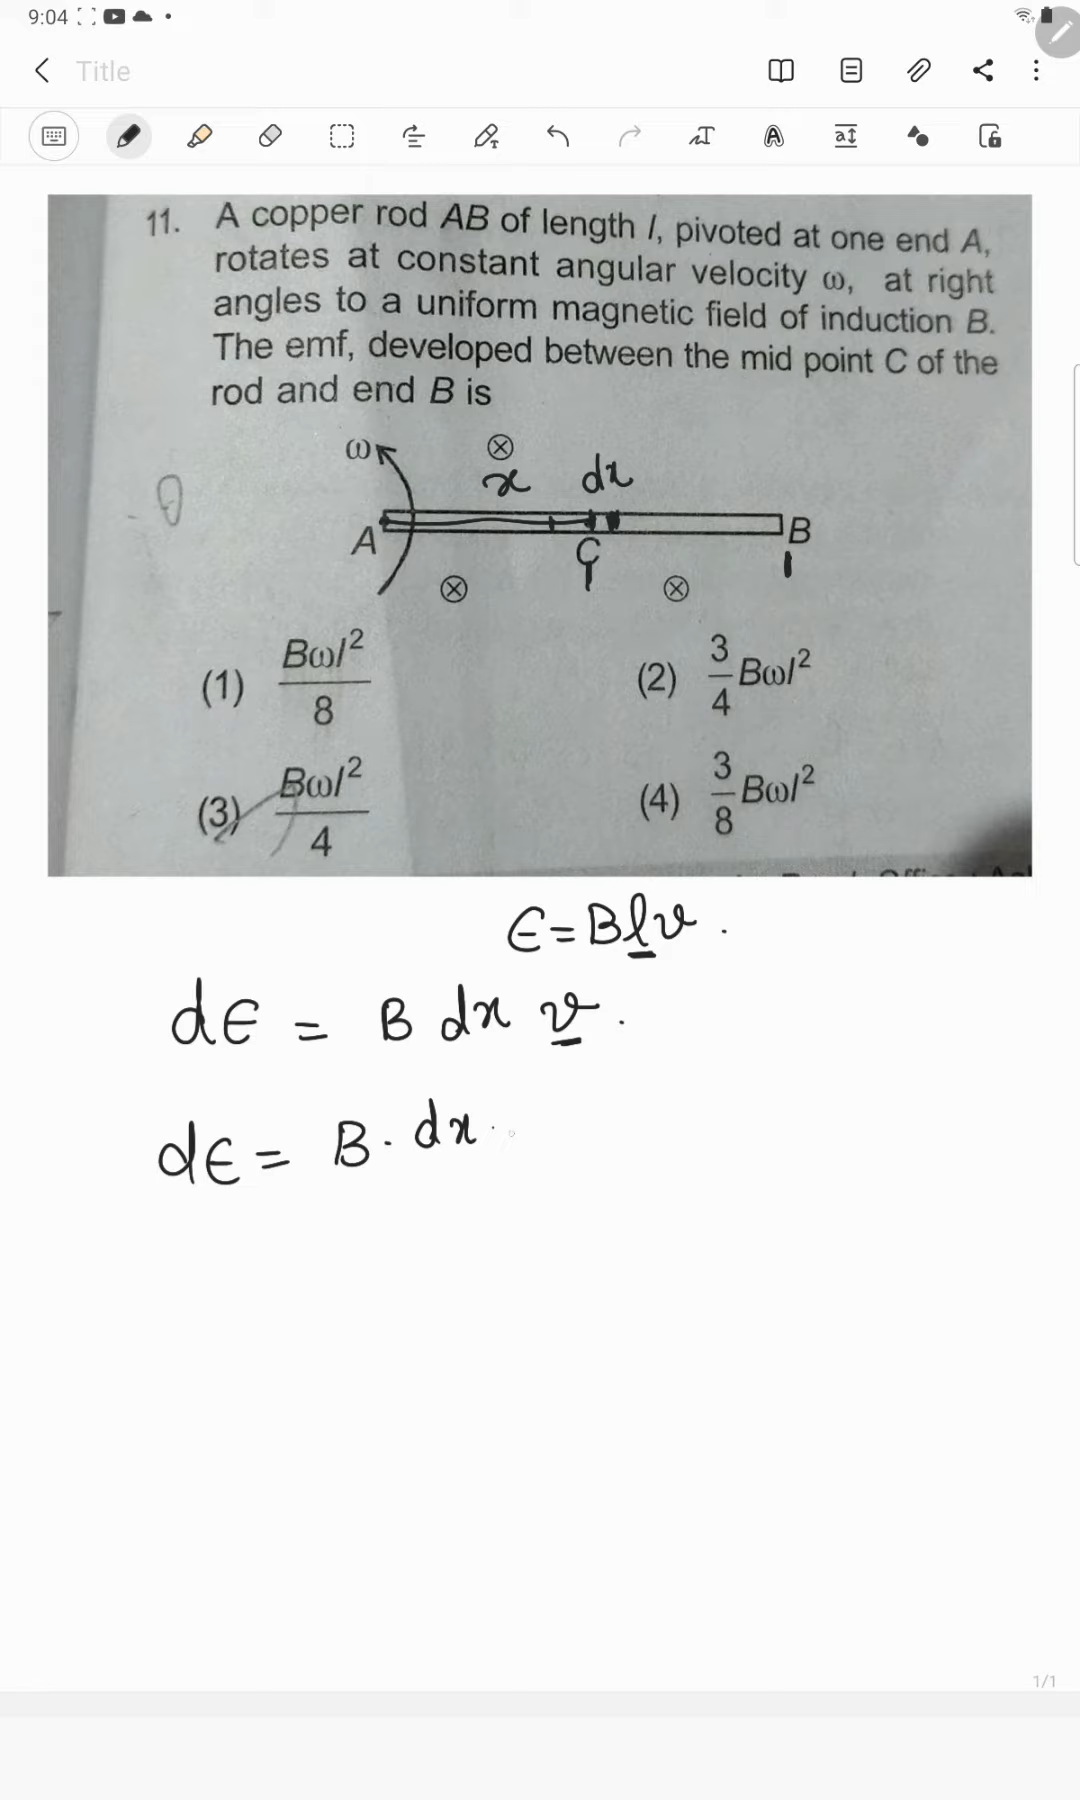 9:04
Title
11. A copper rod AB of length l, pivoted at one end A,
rotates at constant angular velocity ω, at right
angles to a uniform magnetic field of induction B.
The emf, developed between the mid point C of the
rod and end B is
ω ⊗
x dx
A B
C
⊗ ⊗
(1) Bωl²/8 (2) 3/4 Bωl²
(3) Bωl²/4 (4) 3/8 Bωl²
ϵ = Blv .
dϵ = B dx v .
dϵ = B . dx .
1/1